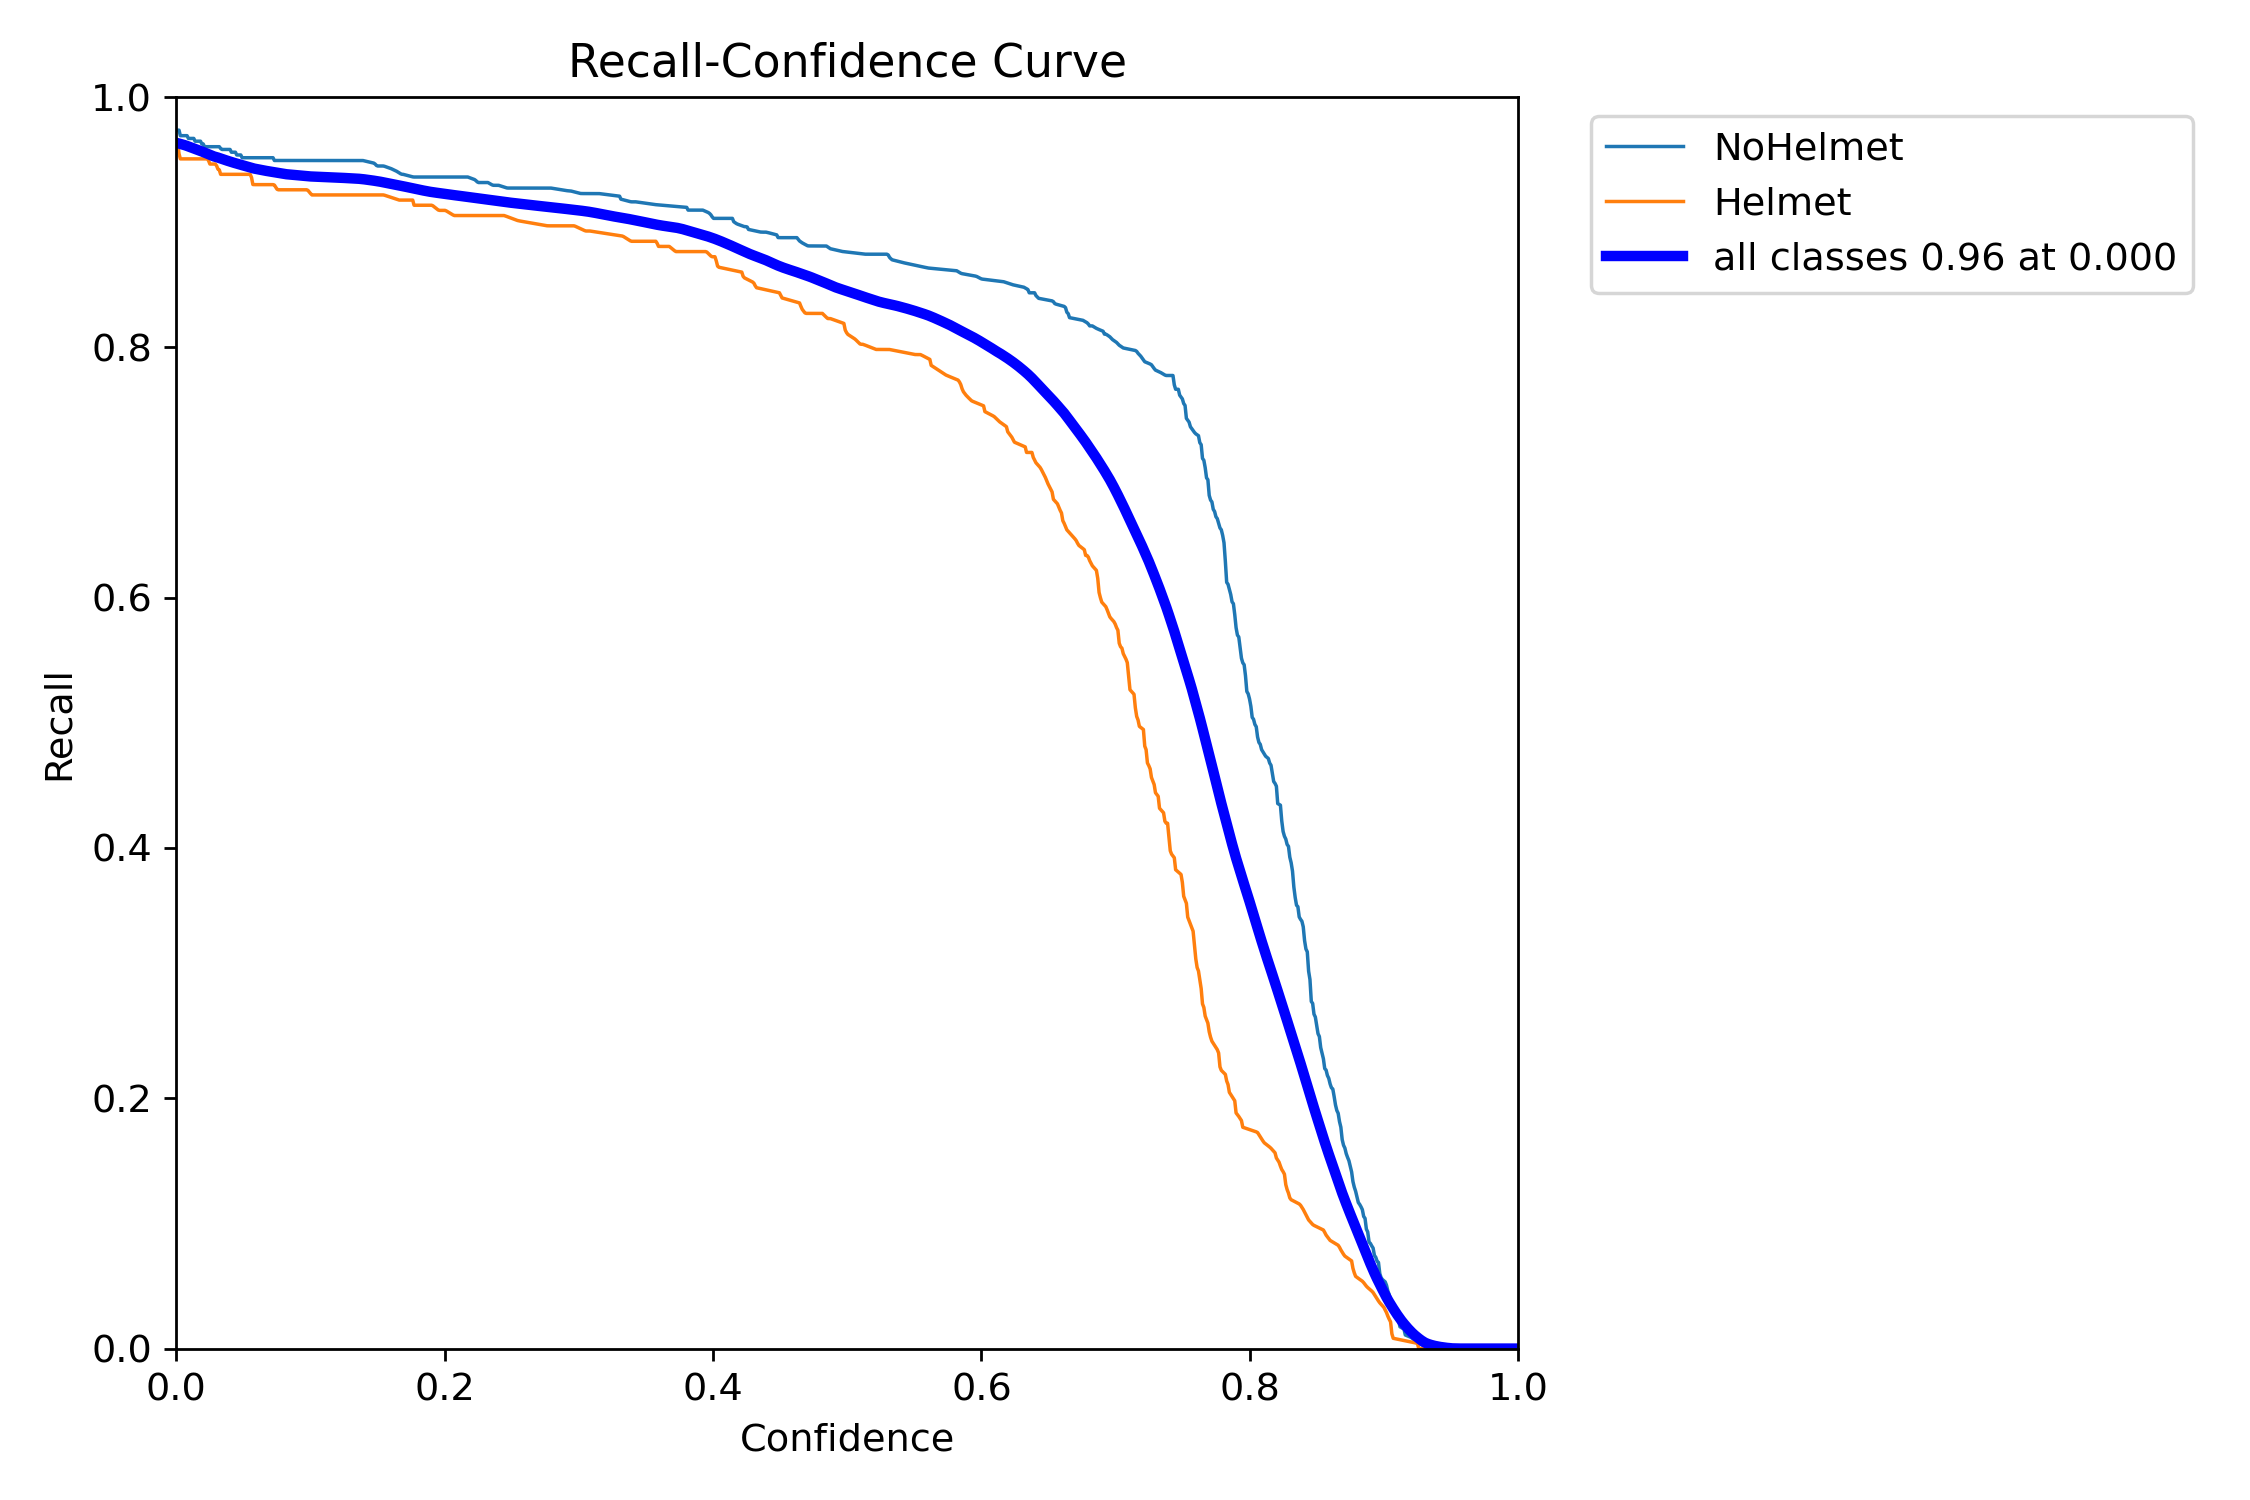 Recall-Confidence Curve
1.0
0.8
0.6
0.4
0.2
0.0
Recall
0.0 0.2 0.4 0.6 0.8 1.0
Confidence
NoHelmet
Helmet
all classes 0.96 at 0.000